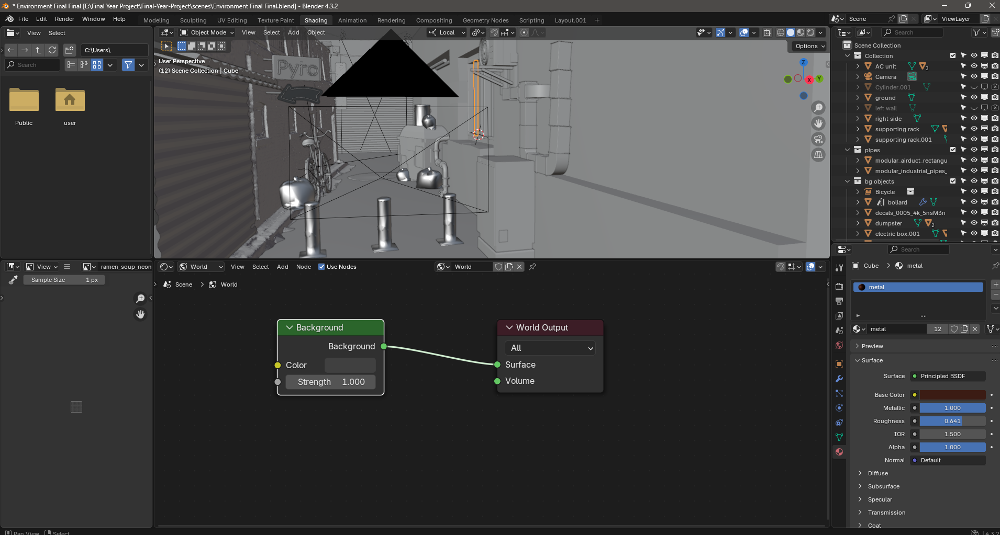 * Environment Final Final [E:\Final Year Project\Final-Year-Project\scenes\Environment Final Final.blend] - Blender 4.3.2
File Edit Render Window Help
Modeling Sculpting UV Editing Texture Paint Shading Animation Rendering Compositing Geometry Nodes Scripting Layout.001 +
Scene
ViewLayer
View Select
C:\Users\
Search
Public
user
Object Mode View Select Add Object
Local
Options
User Perspective
(12) Scene Collection | Cube
Pyro
Z
X
Y
Search
Scene Collection
Collection
AC unit 3
Camera
Cylinder.001
ground
left wall
right side
supporting rack
supporting rack.001
pipes
modular_airduct_rectangu
modular_industrial_pipes_
bg objects
Bicycle
bollard
decals_0005_4k_5nsM3n
dumpster 2
electric box.001
View
ramen_soup_neon_
Sample Size 1 px
World View Select Add Node Use Nodes
World
Scene > World
Background
Background
Color
Strength 1.000
World Output
All
Surface
Volume
Search
Cube > metal
metal
metal 12
Preview
Surface
Surface Principled BSDF
Base Color
Metallic 1.000
Roughness 0.641
IOR 1.500
Alpha 1.000
Normal Default
Diffuse
Subsurface
Specular
Transmission
Coat
Pan View Select
4.3.2